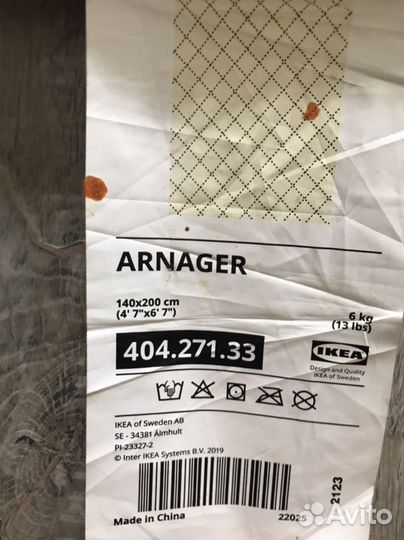 ARNAGER
140x200 cm
(4' 7"x6' 7")
6 kg
(13 lbs)
404.271.33
IKEA
Design and Quality
IKEA of Sweden
IKEA of Sweden AB
SE - 34381 Älmhult
PI-23327-2
© Inter IKEA Systems B.V. 2019
2123
Made in China
22025
Avito